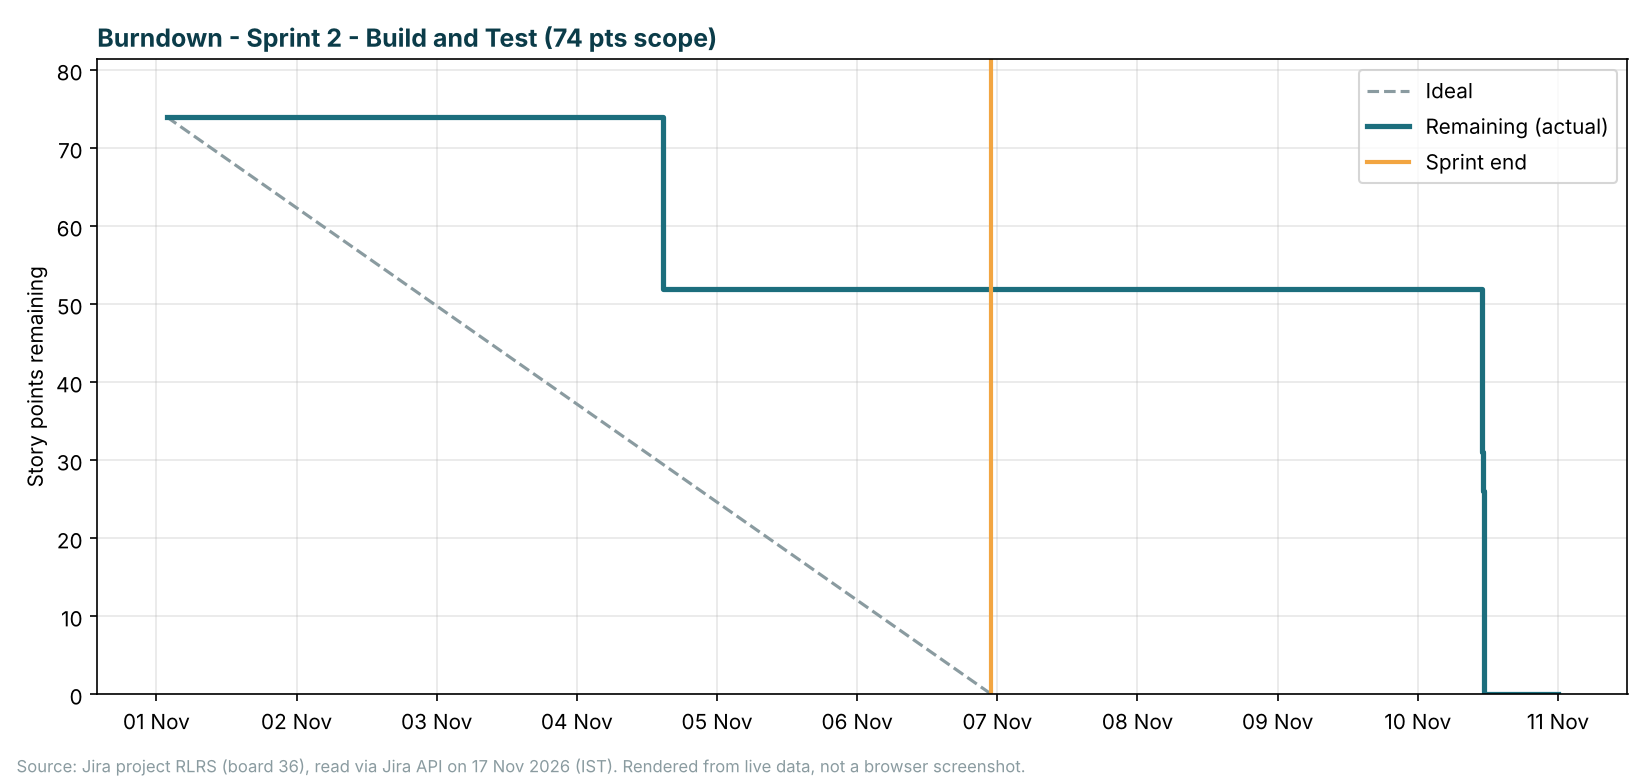 Burndown - Sprint 2 - Build and Test (74 pts scope)
Ideal
Remaining (actual)
Sprint end
Story points remaining
80
70
60
50
40
30
20
10
0
01 Nov
02 Nov
03 Nov
04 Nov
05 Nov
06 Nov
07 Nov
08 Nov
09 Nov
10 Nov
11 Nov
Source: Jira project RLRS (board 36), read via Jira API on 17 Nov 2026 (IST). Rendered from live data, not a browser screenshot.